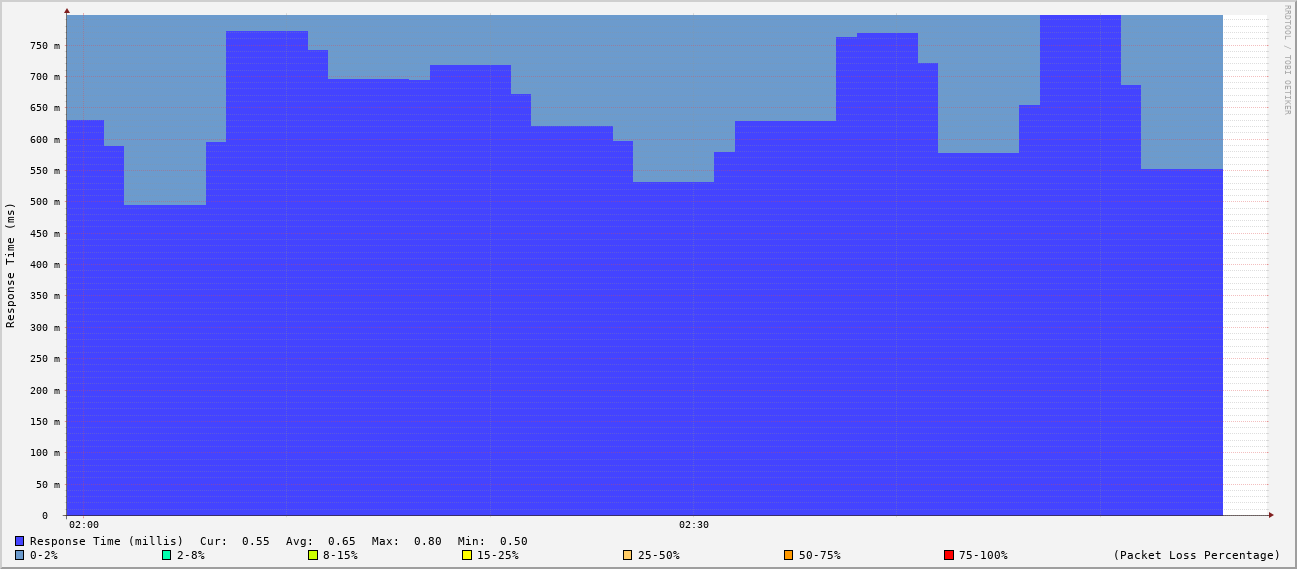 RRDTOOL / TOBI OETIKER
Response Time (ms)
750 m
700 m
650 m
600 m
550 m
500 m
450 m
400 m
350 m
300 m
250 m
200 m
150 m
100 m
50 m
0
02:00 02:30
Response Time (millis) Cur: 0.55 Avg: 0.65 Max: 0.80 Min: 0.50
0-2% 2-8% 8-15% 15-25% 25-50% 50-75% 75-100% (Packet Loss Percentage)